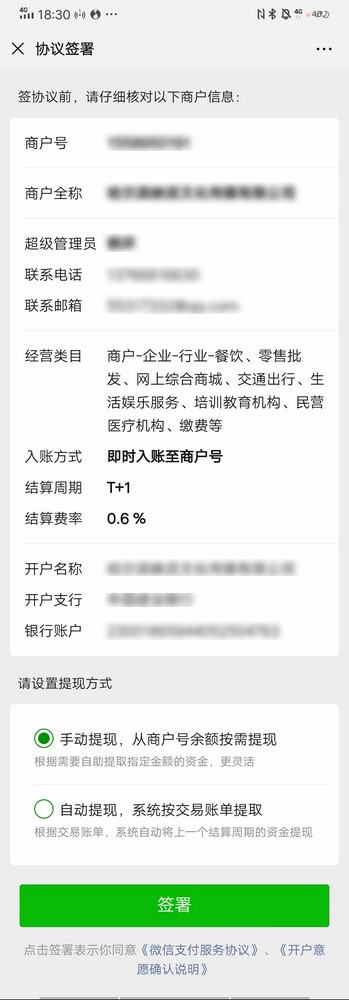 4G 18:30
协议签署
签协议前，请仔细核对以下商户信息：
商户号
商户全称
超级管理员
联系电话
联系邮箱
经营类目 商户-企业-行业-餐饮、零售批
发、网上综合商城、交通出行、生
活娱乐服务、培训教育机构、民营
医疗机构、缴费等
入账方式 即时入账至商户号
结算周期 T+1
结算费率 0.6 %
开户名称
开户支行
银行账户
请设置提现方式
手动提现，从商户号余额按需提现
根据需要自助提取指定金额的资金，更灵活
自动提现，系统按交易账单提取
根据交易账单，系统自动将上一个结算周期的资金提现
签署
点击签署表示你同意《微信支付服务协议》、《开户意
愿确认说明》